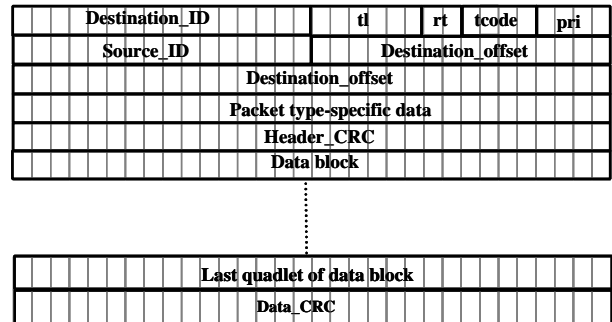 Destination_ID tl rt tcode pri
Source_ID Destination_offset
Destination_offset
Packet type-specific data
Header_CRC
Data block
Last quadlet of data block
Data_CRC